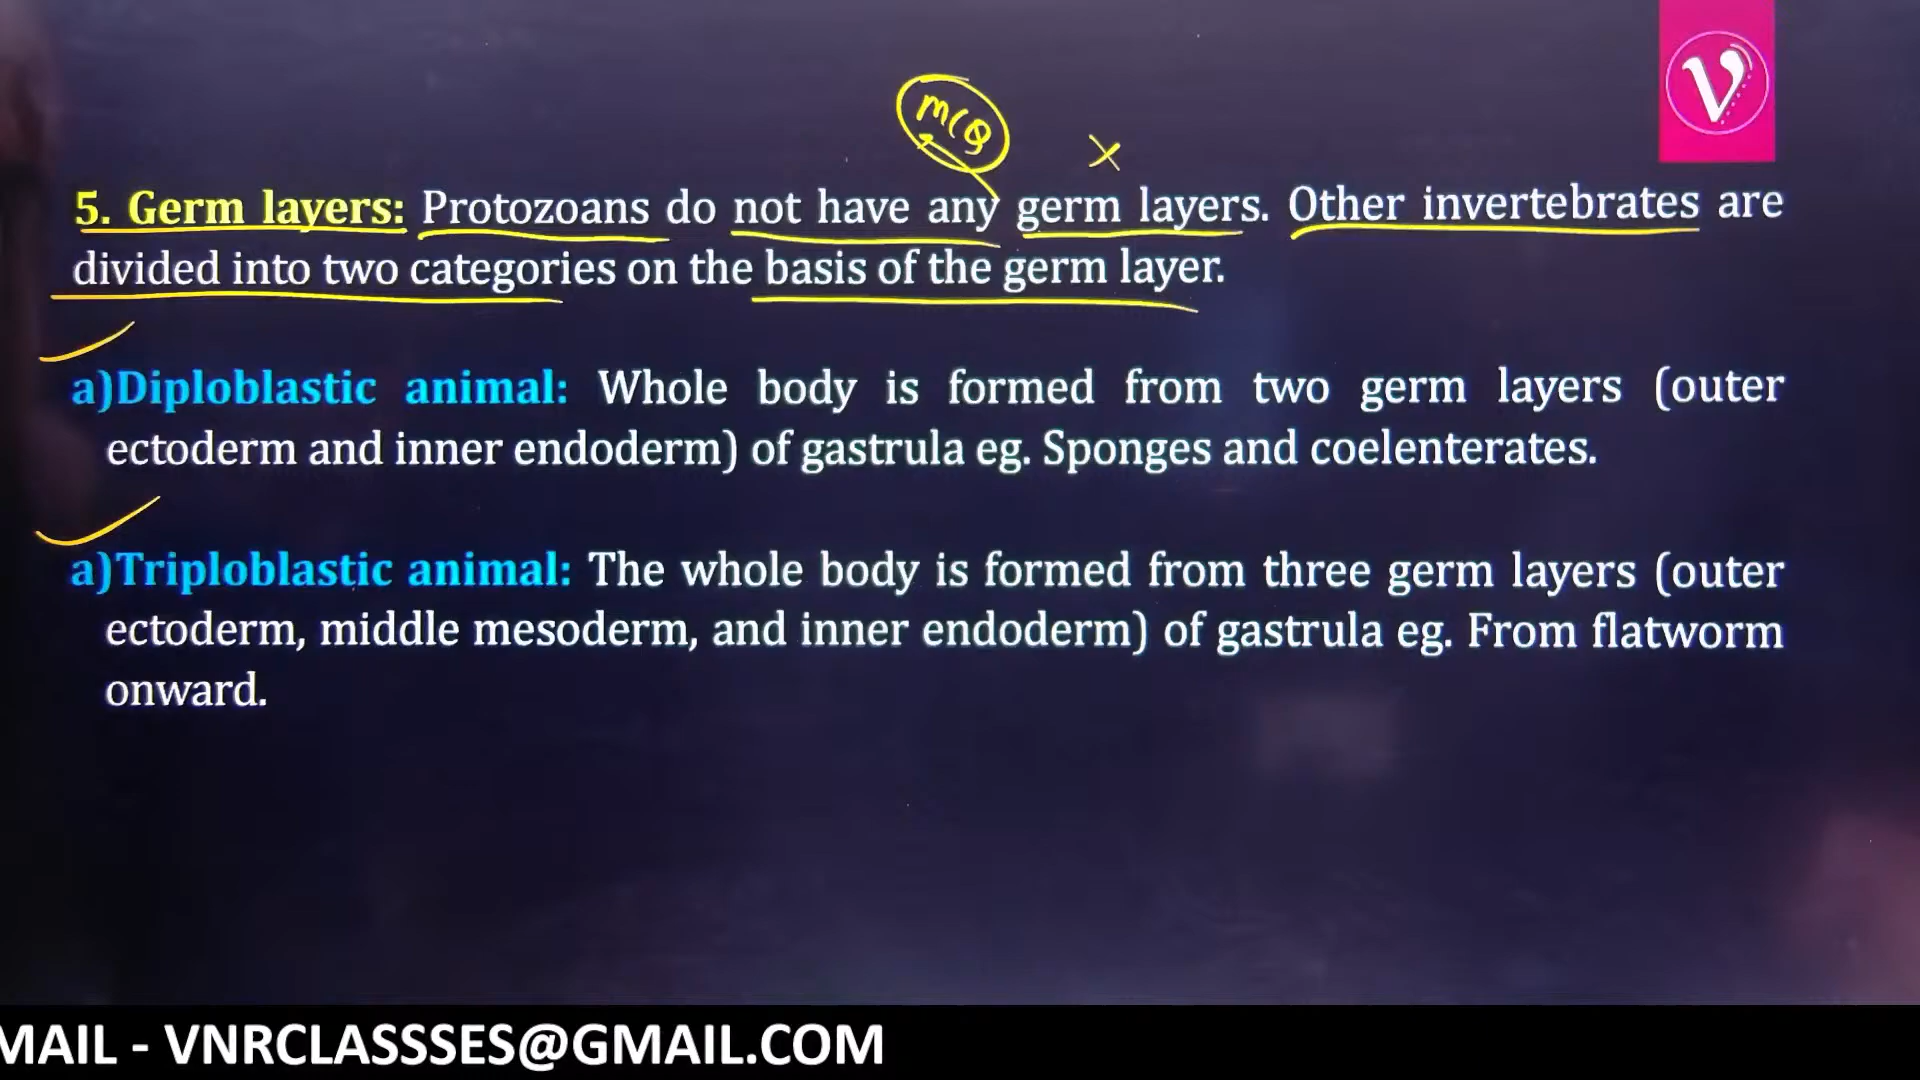 V
MCQ
5. Germ layers: Protozoans do not have any germ layers. Other invertebrates are
divided into two categories on the basis of the germ layer.
a)Diploblastic animal: Whole body is formed from two germ layers (outer
ectoderm and inner endoderm) of gastrula eg. Sponges and coelenterates.
a)Triploblastic animal: The whole body is formed from three germ layers (outer
ectoderm, middle mesoderm, and inner endoderm) of gastrula eg. From flatworm
onward.
MAIL - VNRCLASSSES@GMAIL.COM